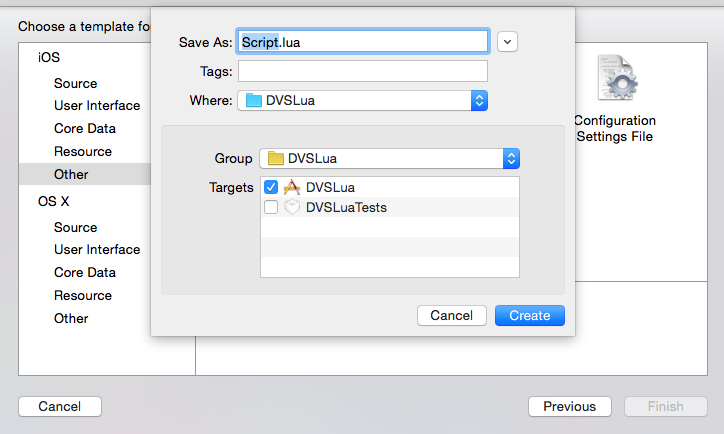 Choose a template fo
iOS
Source
User Interface
Core Data
Resource
Other
OS X
Source
User Interface
Core Data
Resource
Other
Save As: Script.lua
Tags:
Where: DVSLua
Group DVSLua
Targets DVSLua
DVSLuaTests
Cancel Create
Configuration
Settings File
Cancel Previous Finish